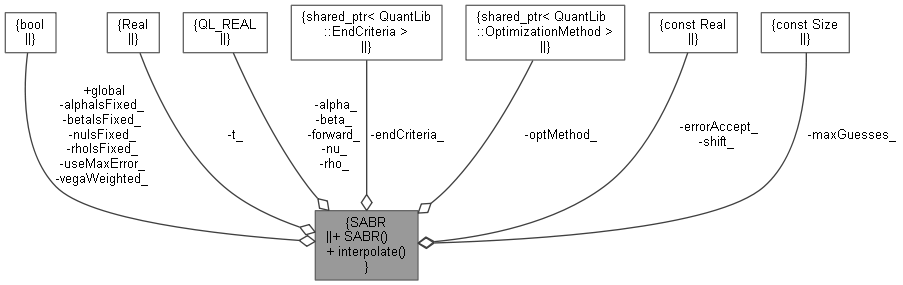 {bool
||}
{Real
||}
{QL_REAL
||}
{shared_ptr< QuantLib
::EndCriteria >
||}
{shared_ptr< QuantLib
::OptimizationMethod >
||}
{const Real
||}
{const Size
||}
+global
-alphaIsFixed_
-betaIsFixed_
-nuIsFixed_
-rhoIsFixed_
-useMaxError_
-vegaWeighted_
-t_
-alpha_
-beta_
-forward_
-nu_
-rho_
-endCriteria_
-optMethod_
-errorAccept_
-shift_
-maxGuesses_
{SABR
||+ SABR()
+ interpolate()
}